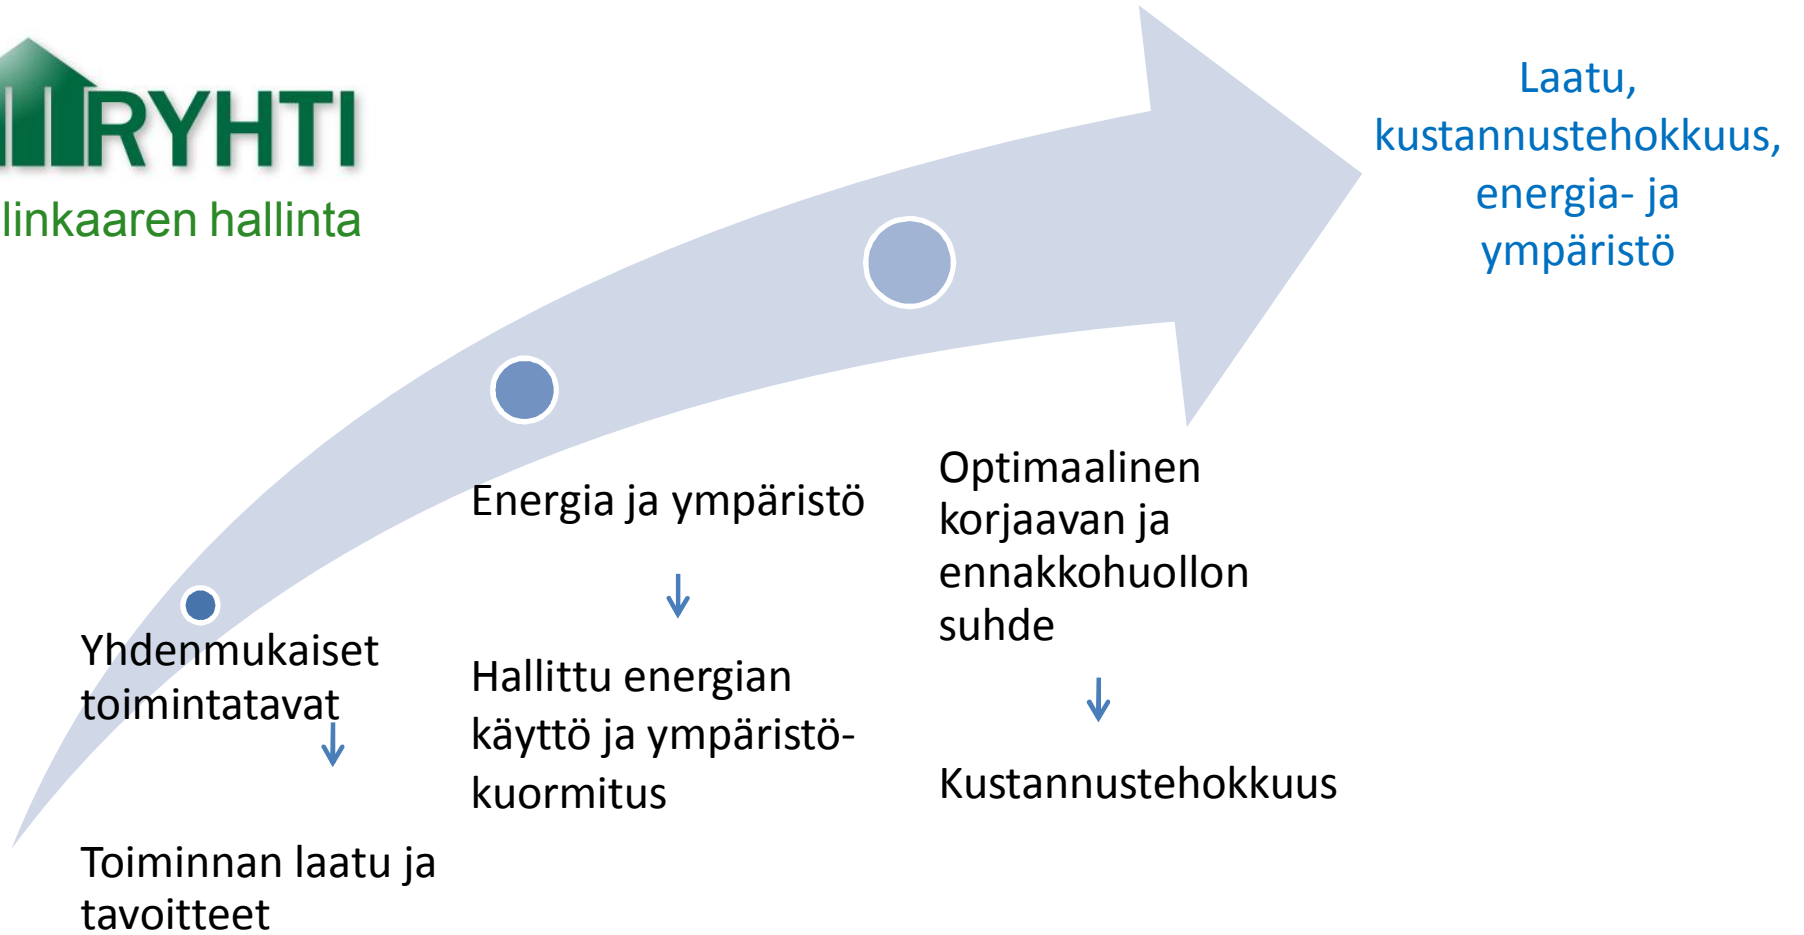 RYHTI
linkaaren hallinta
Laatu,
kustannustehokkuus,
energia- ja
ympäristö
Yhdenmukaiset
toimintatavat
Toiminnan laatu ja
tavoitteet
Energia ja ympäristö
Hallittu energian
käyttö ja ympäristö-
kuormitus
Optimaalinen
korjaavan ja
ennakkohuollon
suhde
Kustannustehokkuus